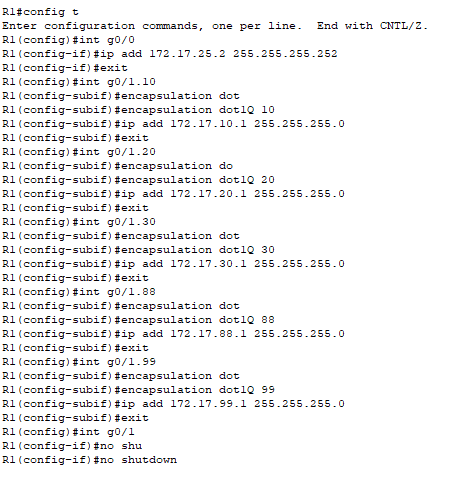 R1#config t
Enter configuration commands, one per line.  End with CNTL/Z.
R1(config)#int g0/0
R1(config-if)#ip add 172.17.25.2 255.255.255.252
R1(config-if)#exit
R1(config)#int g0/1.10
R1(config-subif)#encapsulation dot
R1(config-subif)#encapsulation dot1Q 10
R1(config-subif)#ip add 172.17.10.1 255.255.255.0
R1(config-subif)#exit
R1(config)#int g0/1.20
R1(config-subif)#encapsulation do
R1(config-subif)#encapsulation dot1Q 20
R1(config-subif)#ip add 172.17.20.1 255.255.255.0
R1(config-subif)#exit
R1(config)#int g0/1.30
R1(config-subif)#encapsulation dot
R1(config-subif)#encapsulation dot1Q 30
R1(config-subif)#ip add 172.17.30.1 255.255.255.0
R1(config-subif)#exit
R1(config)#int g0/1.88
R1(config-subif)#encapsulation dot
R1(config-subif)#encapsulation dot1Q 88
R1(config-subif)#ip add 172.17.88.1 255.255.255.0
R1(config-subif)#exit
R1(config)#int g0/1.99
R1(config-subif)#encapsulation dot
R1(config-subif)#encapsulation dot1Q 99
R1(config-subif)#ip add 172.17.99.1 255.255.255.0
R1(config-subif)#exit
R1(config)#int g0/1
R1(config-if)#no shu
R1(config-if)#no shutdown